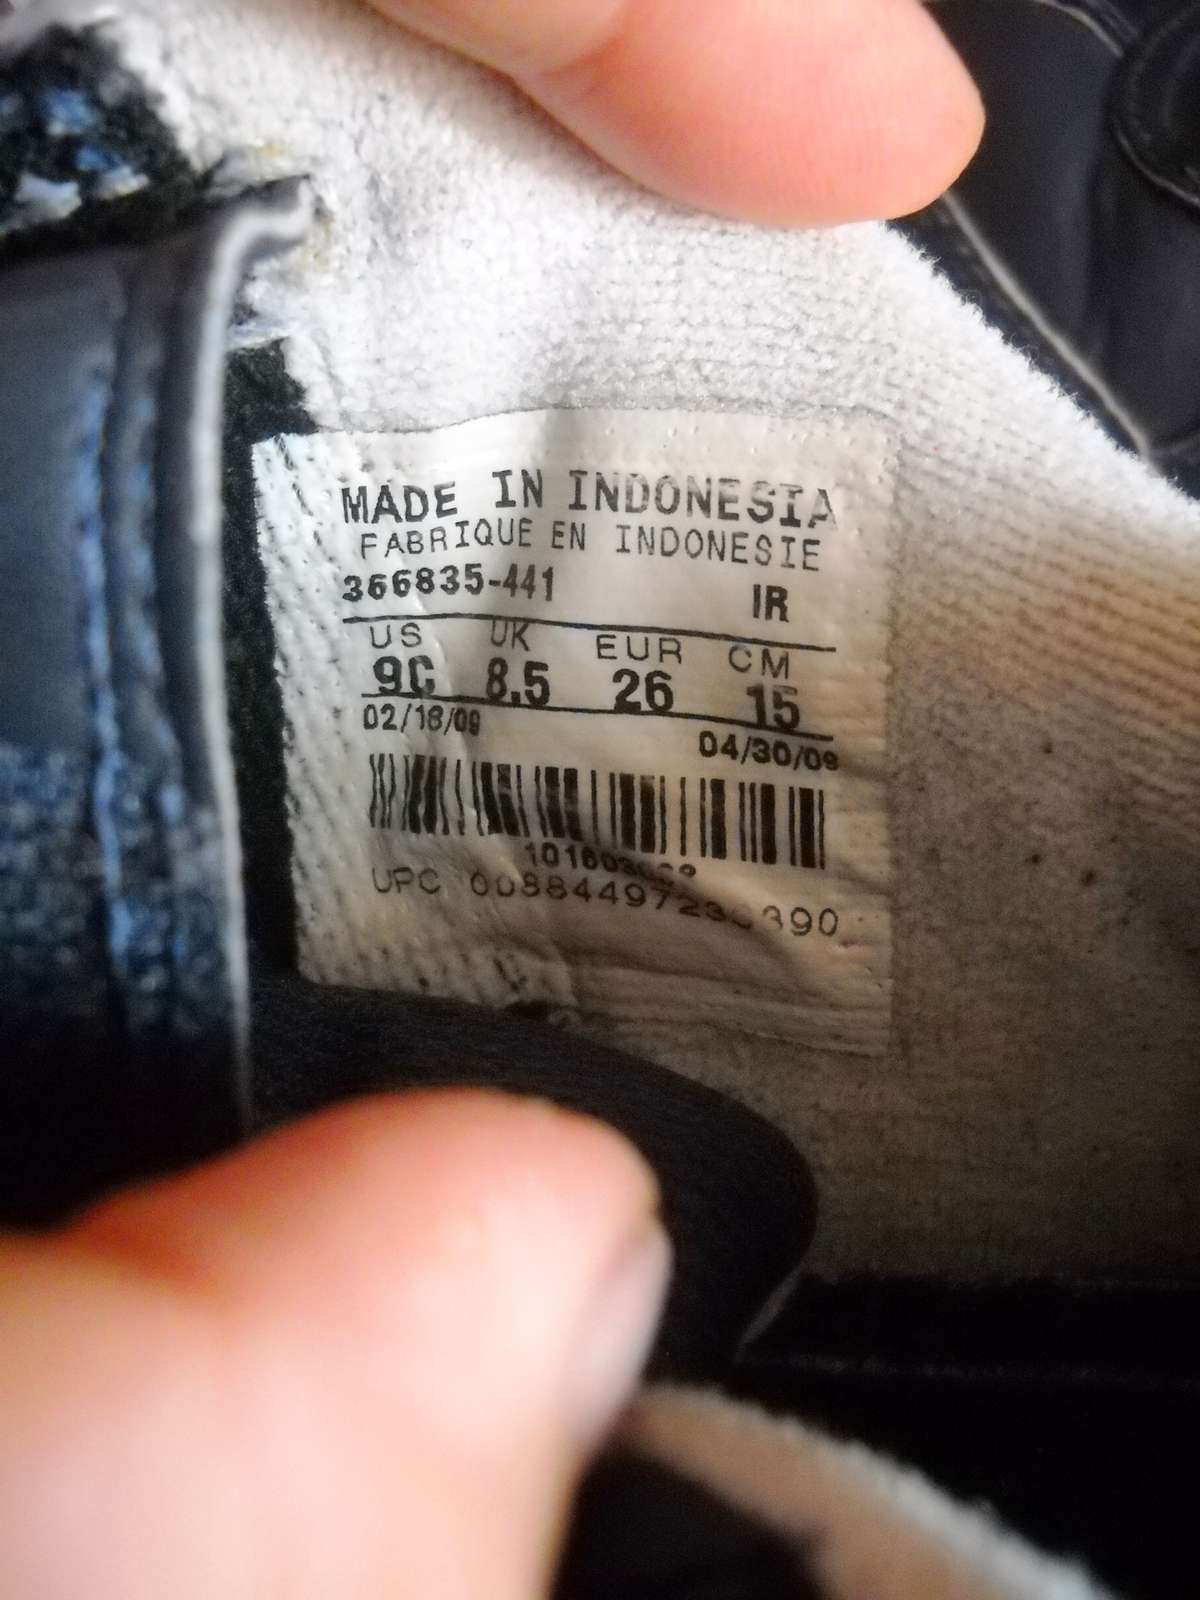 MADE IN INDONESIA
FABRIQUE EN INDONESIE
366835-441 IR
US UK EUR CM
9C 8.5 26 15
02/18/09 04/30/09
UPC